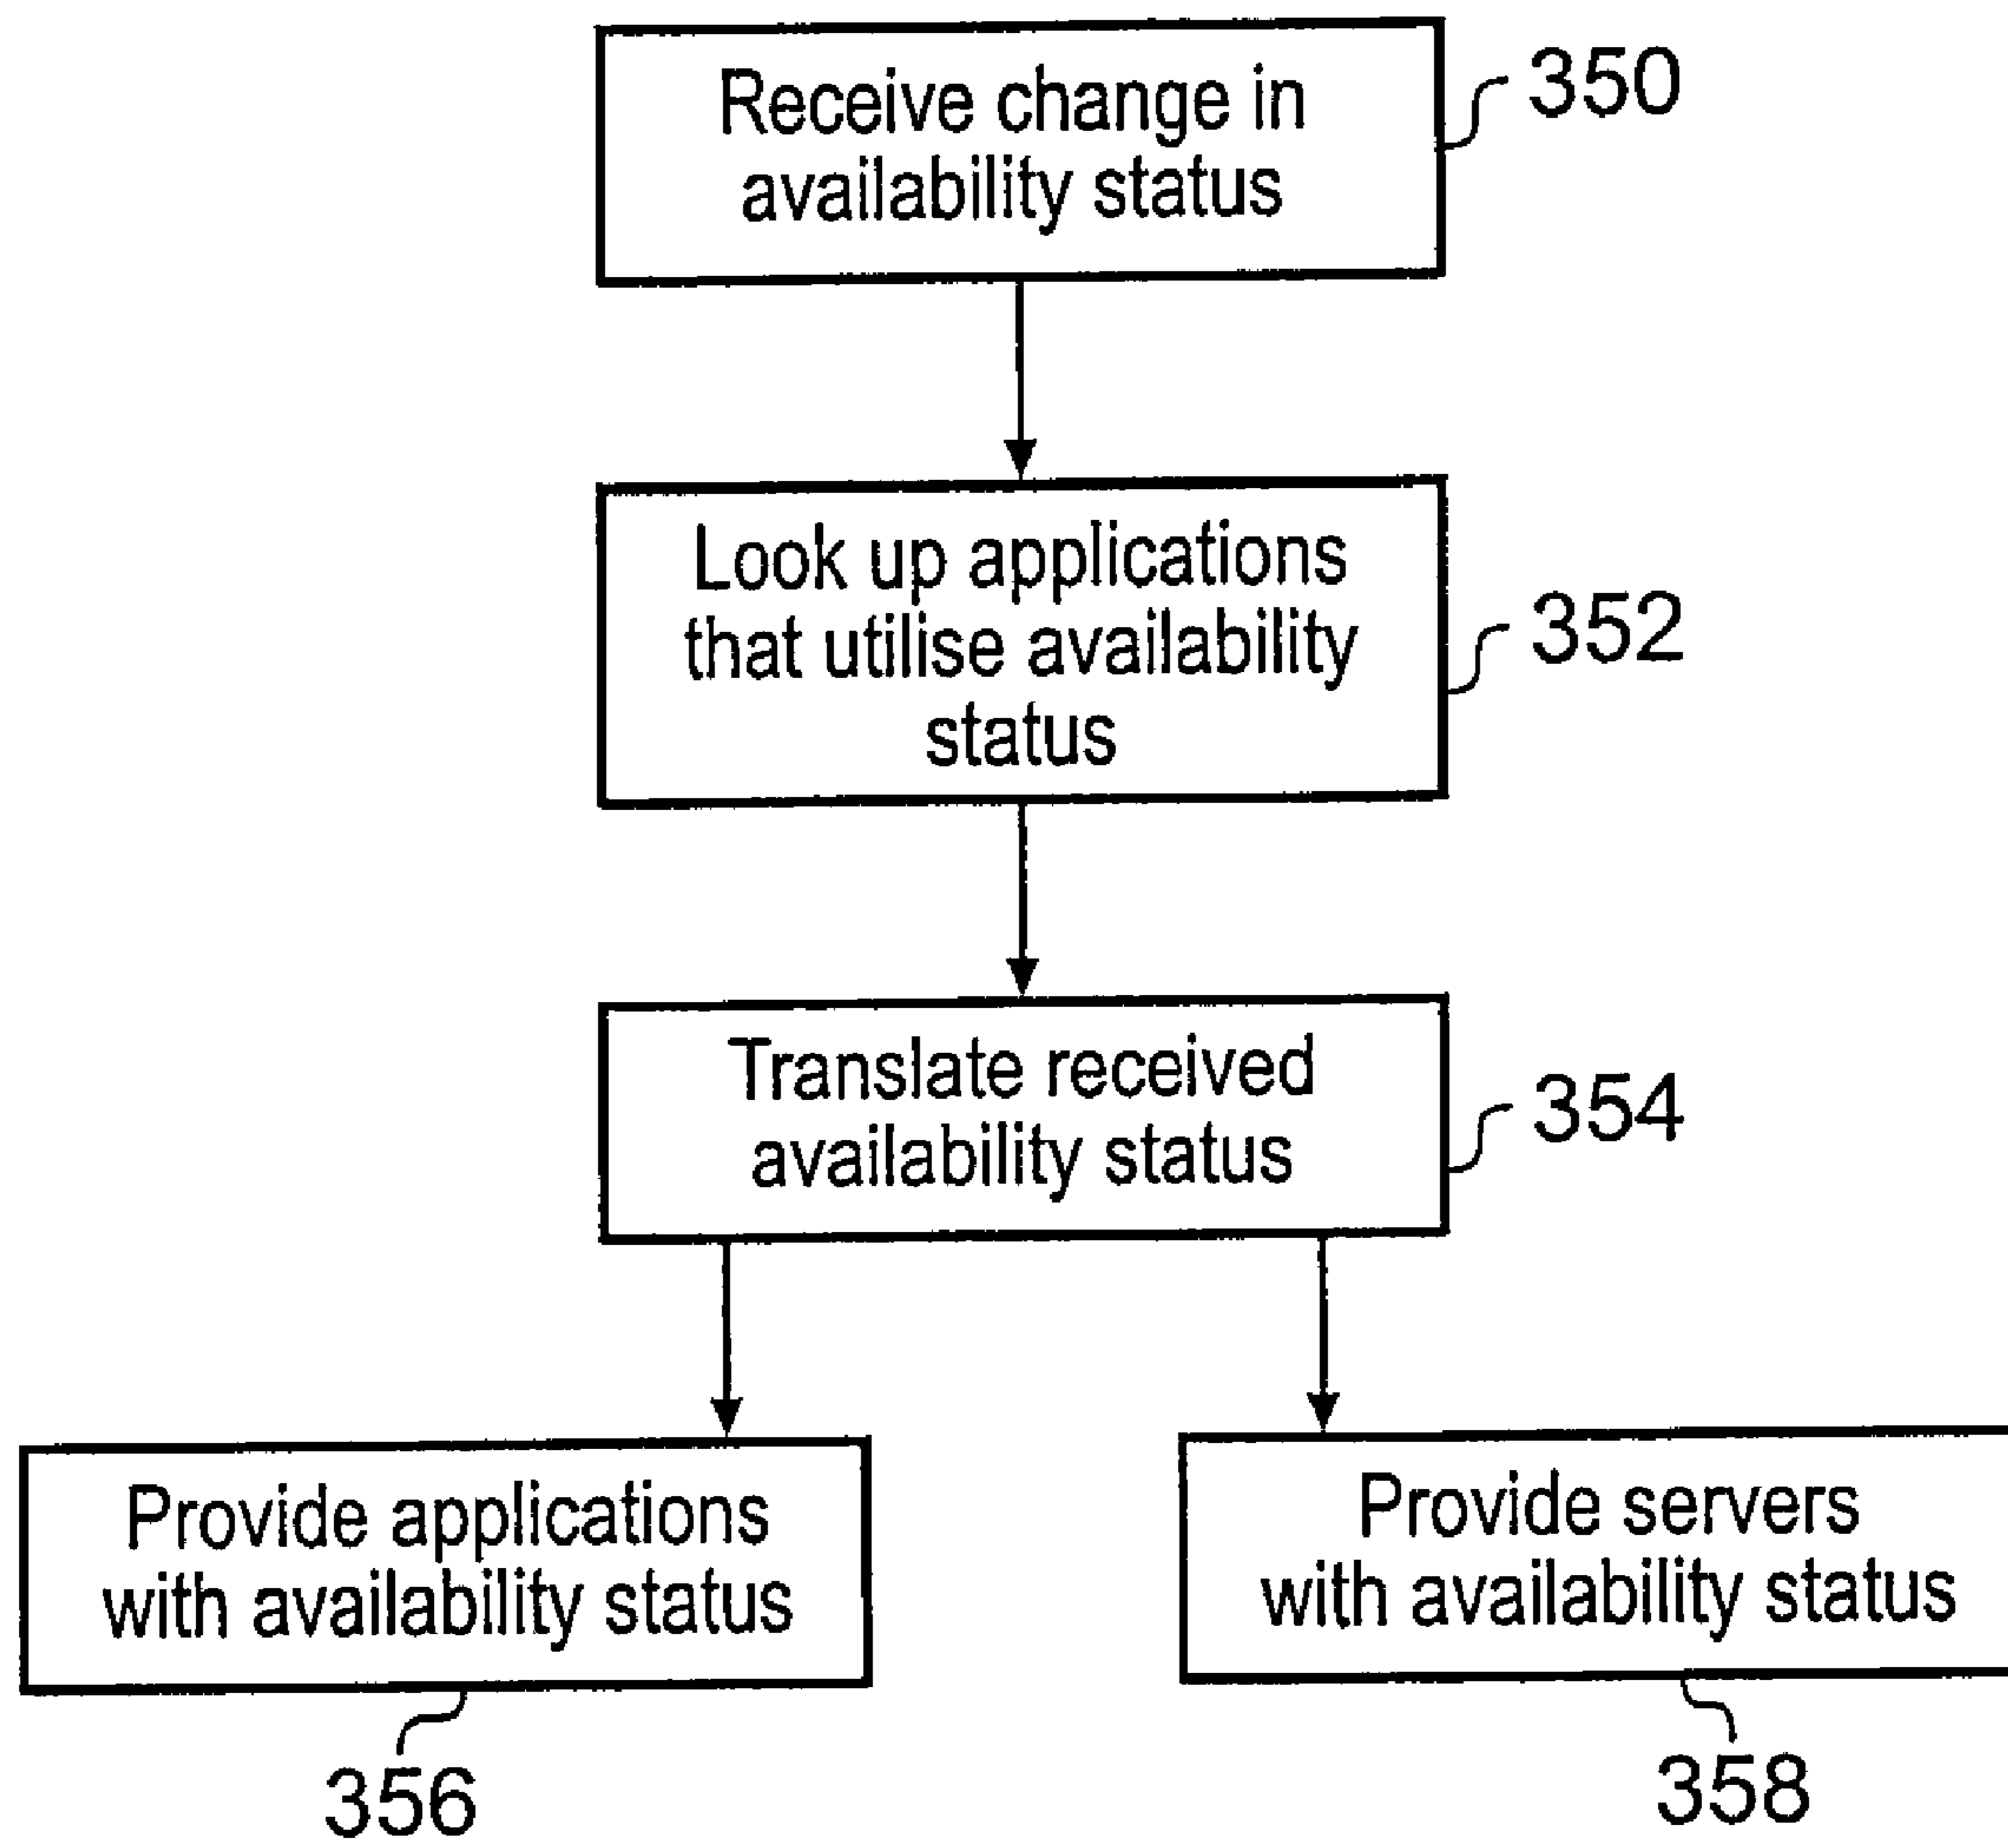 Receive change in
availability status
350
Look up applications
that utilise availability
status
352
Translate received
availability status
354
Provide applications
with availability status
356
Provide servers
with availability status
358